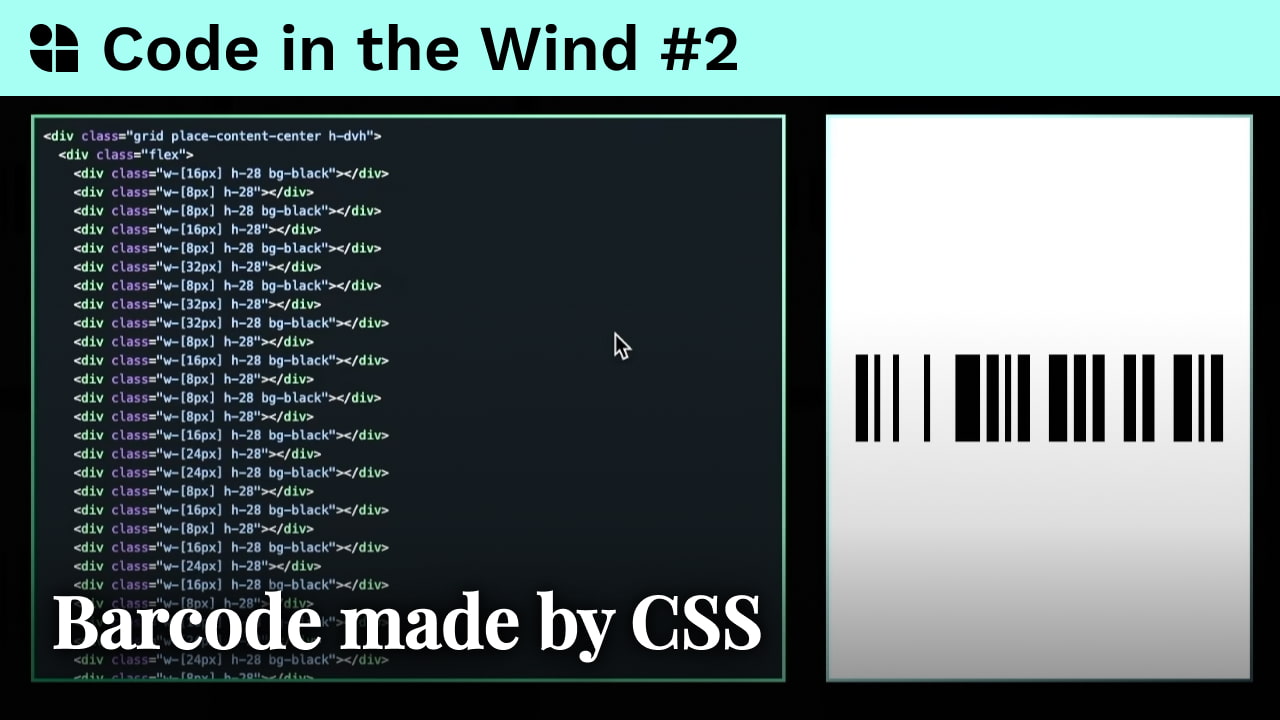 Code in the Wind #2
<div class="grid place-content-center h-dvh">
<div class="flex">
<div class="w-[16px] h-28 bg-black"></div>
<div class="w-[8px] h-28"></div>
<div class="w-[8px] h-28 bg-black"></div>
<div class="w-[16px] h-28"></div>
<div class="w-[8px] h-28 bg-black"></div>
<div class="w-[32px] h-28"></div>
<div class="w-[8px] h-28 bg-black"></div>
<div class="w-[32px] h-28"></div>
<div class="w-[32px] h-28 bg-black"></div>
<div class="w-[8px] h-28"></div>
<div class="w-[16px] h-28 bg-black"></div>
<div class="w-[8px] h-28"></div>
<div class="w-[8px] h-28 bg-black"></div>
<div class="w-[8px] h-28"></div>
<div class="w-[16px] h-28 bg-black"></div>
<div class="w-[24px] h-28"></div>
<div class="w-[24px] h-28 bg-black"></div>
<div class="w-[8px] h-28"></div>
<div class="w-[16px] h-28 bg-black"></div>
<div class="w-[8px] h-28"></div>
<div class="w-[16px] h-28 bg-black"></div>
<div class="w-[24px] h-28"></div>
<div class="w-[16px] h-28 bg-black"></div>
Barcode made by CSS
<div class="w-[24px] h-28 bg-black"></div>
<div class="w-[8px] h-28"></div>